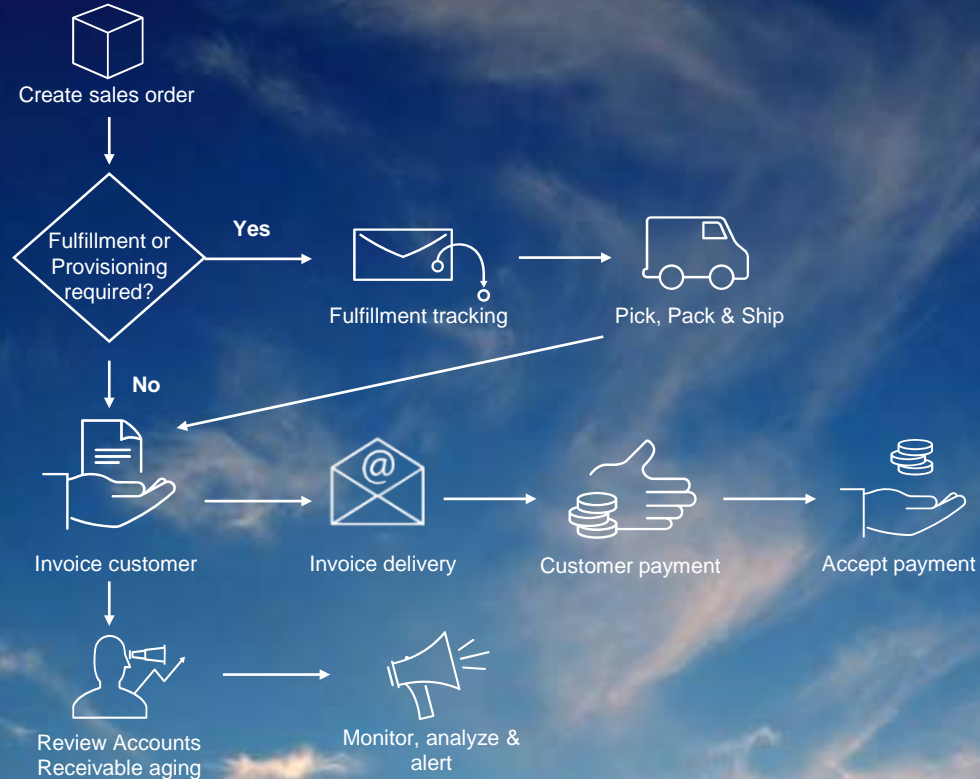 Create sales order
Fulfillment or
Provisioning
required?
Yes
Fulfillment tracking
Pick, Pack & Ship
No
@
Invoice customer
Invoice delivery
Customer payment
Accept payment
Review Accounts
Receivable aging
Monitor, analyze &
alert